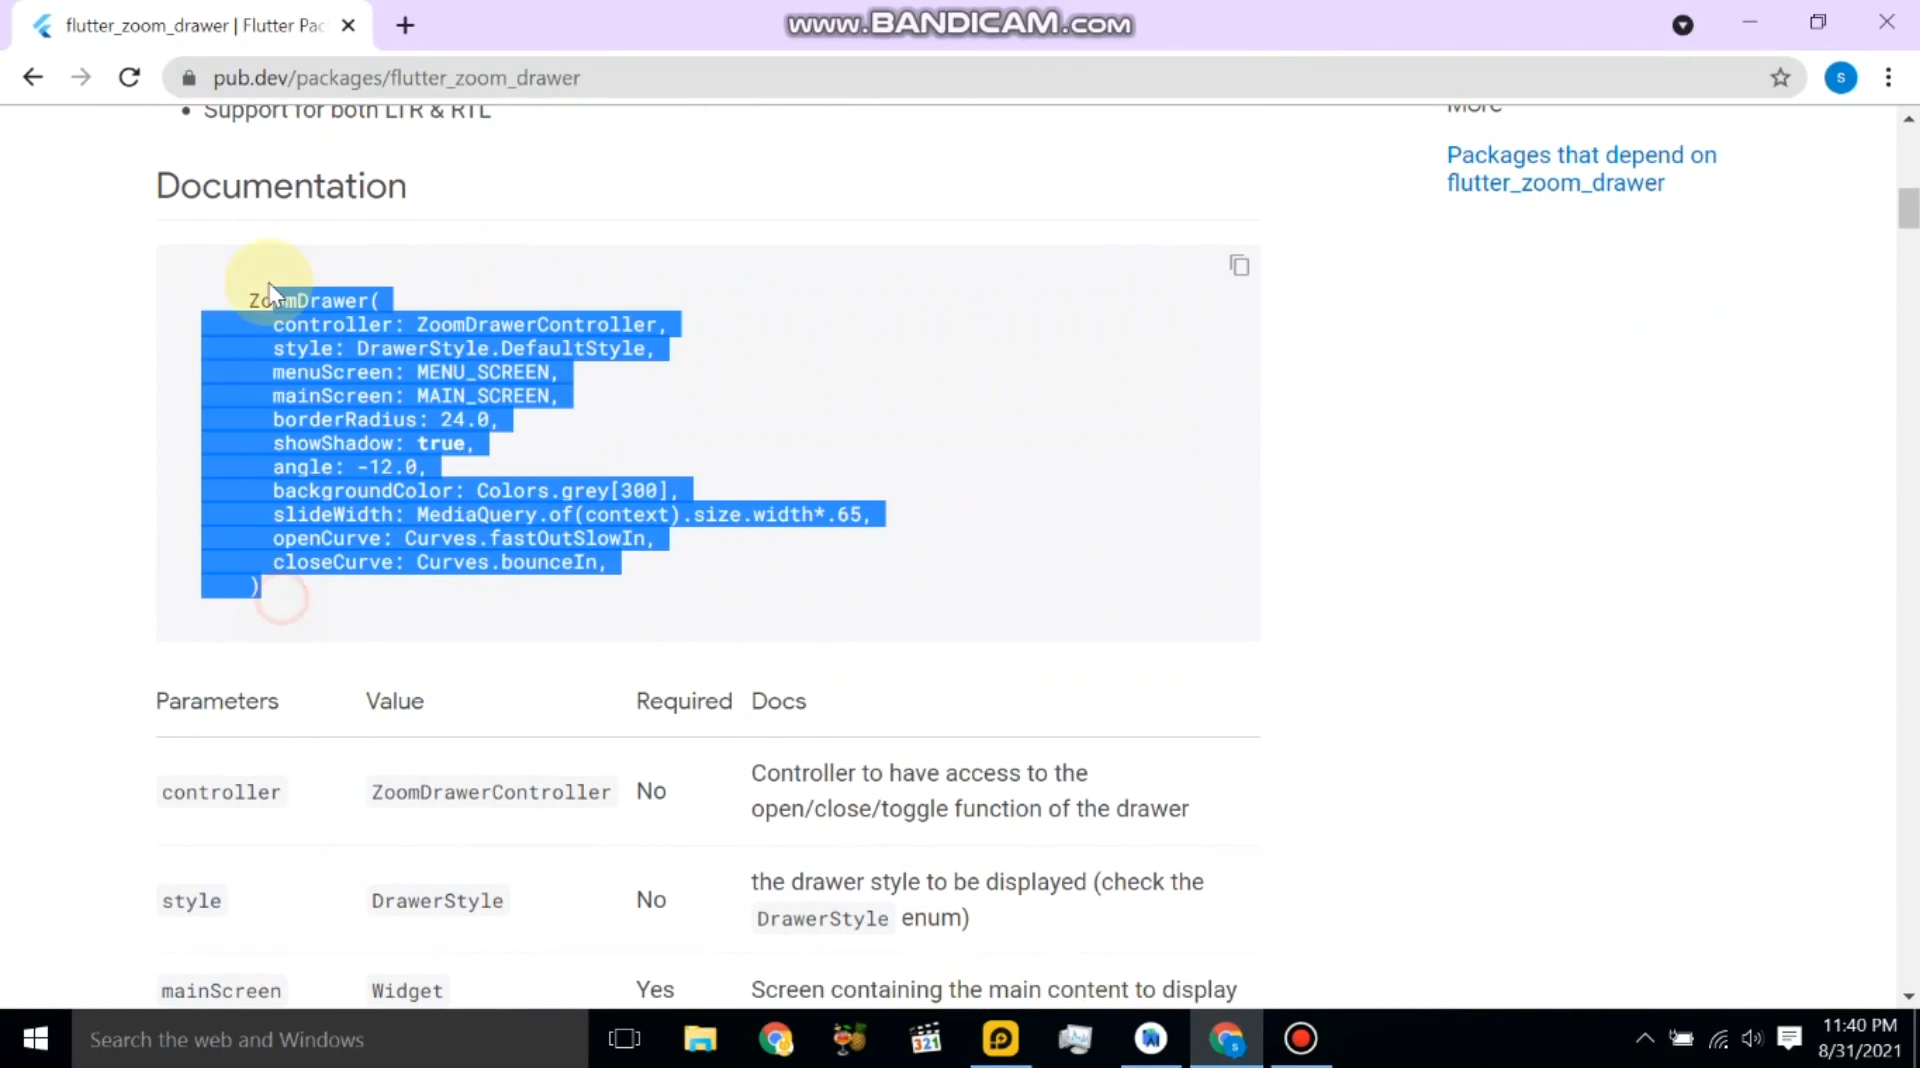 flutter_zoom_drawer | Flutter Pac
www.BANDICAM.com
pub.dev/packages/flutter_zoom_drawer
S
Support for both LTR & RTL
More
Packages that depend on
flutter_zoom_drawer
Documentation
ZoomDrawer(
controller: ZoomDrawerController,
style: DrawerStyle.DefaultStyle,
menuScreen: MENU_SCREEN,
mainScreen: MAIN_SCREEN,
borderRadius: 24.0,
showShadow: true,
angle: -12.0,
backgroundColor: Colors.grey[300],
slideWidth: MediaQuery.of(context).size.width*.65,
openCurve: Curves.fastOutSlowIn,
closeCurve: Curves.bounceIn,
)
Parameters Value Required Docs
controller ZoomDrawerController No Controller to have access to the
open/close/toggle function of the drawer
style DrawerStyle No the drawer style to be displayed (check the
DrawerStyle enum)
mainScreen Widget Yes Screen containing the main content to display
Search the web and Windows
321
S
11:40 PM
8/31/2021